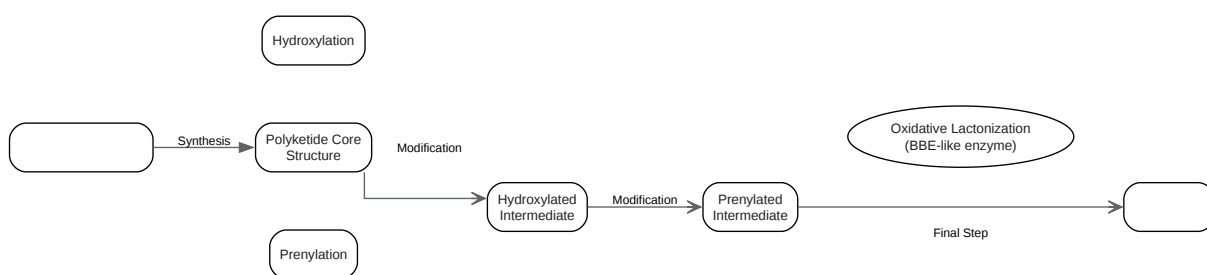 Hydroxylation
Synthesis
Polyketide Core
Structure
Modification
Oxidative Lactonization
(BBE-like enzyme)
Hydroxylated
Intermediate
Modification
Prenylated
Intermediate
Final Step
Prenylation